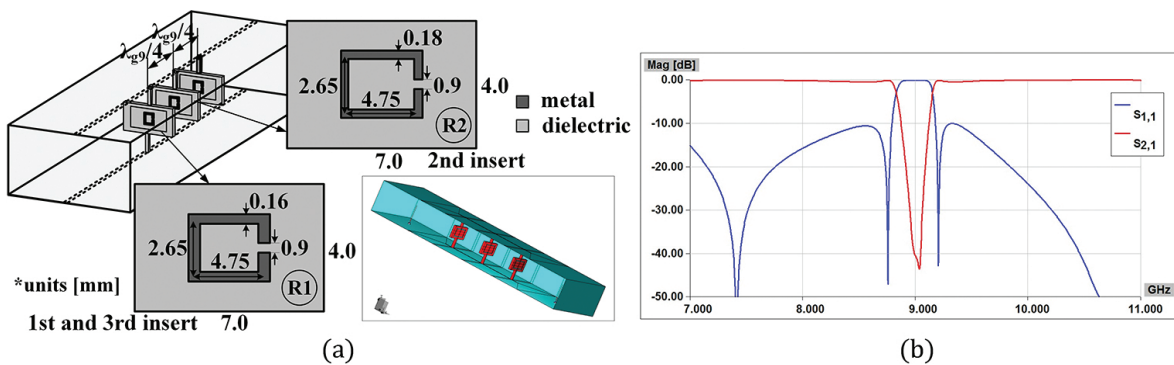 λg9/4
λg9/4
0.18
2.65
4.75
0.9
4.0
R2
7.0
2nd insert
metal
dielectric
0.16
2.65
4.75
0.9
4.0
R1
*units [mm]
1st and 3rd insert
7.0
(a)
Mag [dB]
0.00
-10.00
-20.00
-30.00
-40.00
-50.00
7.000
8.000
9.000
10.000
11.000
GHz
S1,1
S2,1
(b)